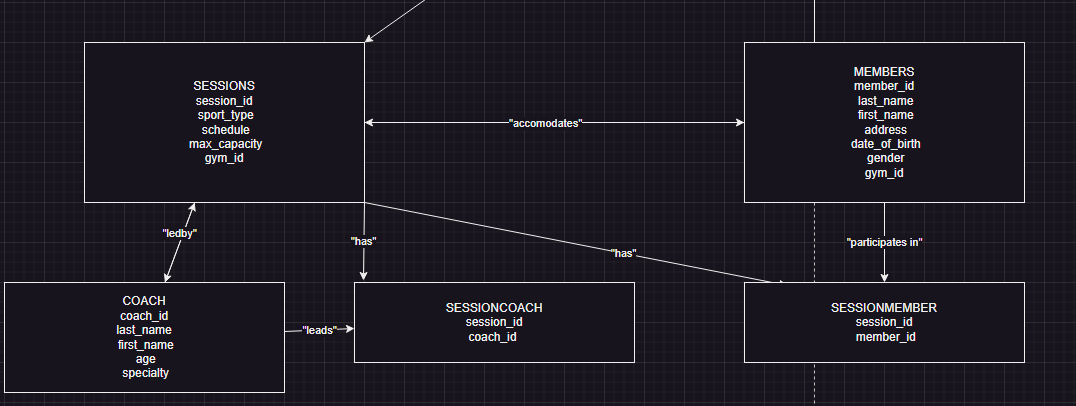 SESSIONS
session_id
sport_type
schedule
max_capacity
gym_id
"accomodates"
MEMBERS
member_id
last_name
first_name
address
date_of_birth
gender
gym_id
"ledby"
"has"
"has"
"participates in"
COACH
coach_id
last_name
first_name
age
specialty
"leads"
SESSIONCOACH
session_id
coach_id
SESSIONMEMBER
session_id
member_id